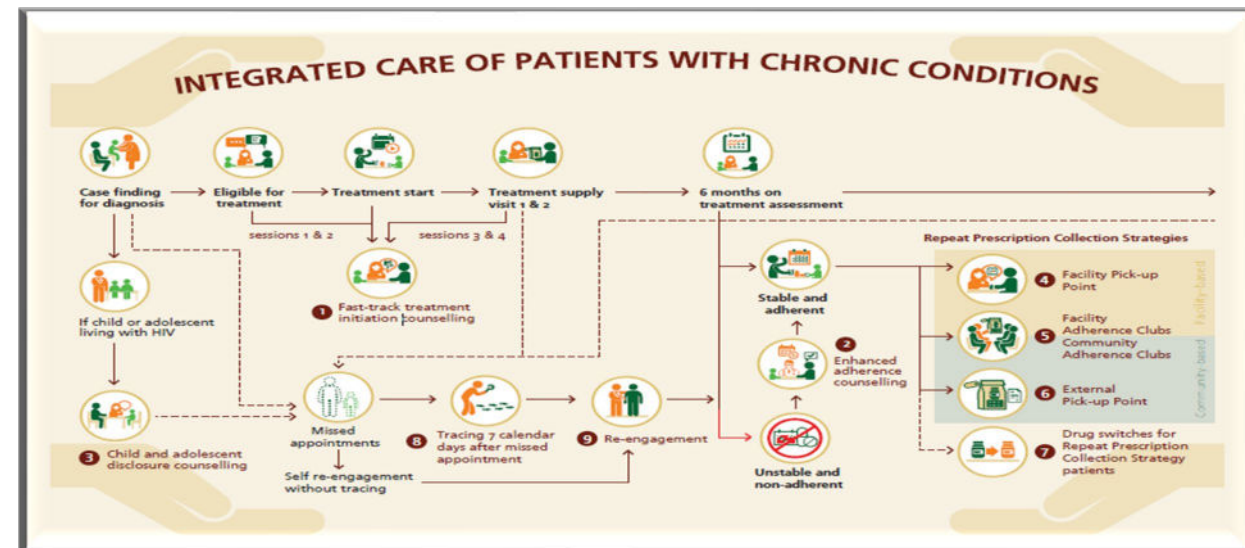 INTEGRATED CARE OF PATIENTS WITH CHRONIC CONDITIONS
Case finding
for diagnosis
Eligible for
treatment
Treatment start
Treatment supply
visit 1 & 2
6 months on
treatment assessment
sessions 1 & 2
sessions 3 & 4
1 Fast-track treatment
initiation counselling
If child or adolescent
living with HIV
3 Child and adolescent
disclosure counselling
Missed
appointments
Self re-engagement
without tracing
8 Tracing 7 calendar
days after missed
appointment
9 Re-engagement
Stable and
adherent
2
Enhanced
adherence
counselling
Unstable and
non-adherent
Repeat Prescription Collection Strategies
4 Facility Pick-up
Point
5 Facility
Adherence Clubs
Community
Adherence Clubs
6 External
Pick-up Point
7 Drug switches for
Repeat Prescription
Collection Strategy
patients
Facility-based
Community-based